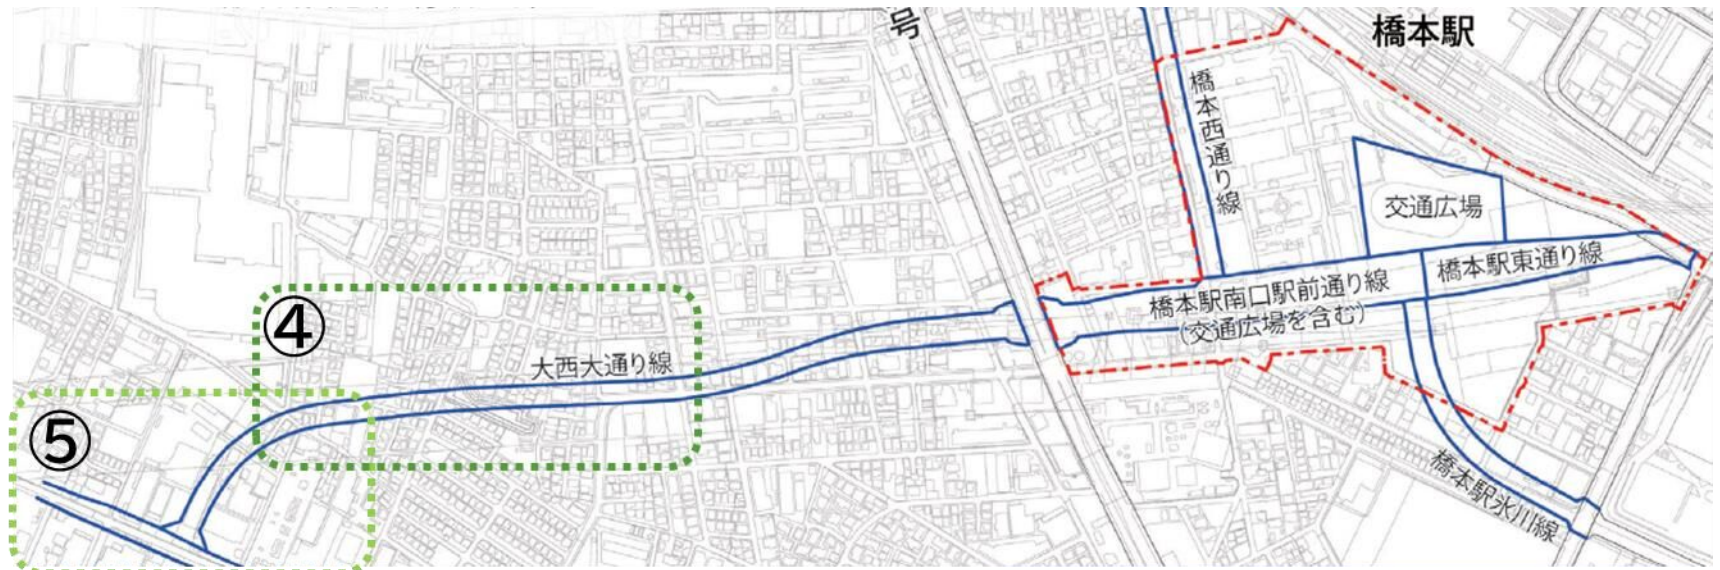 号
橋本駅
橋本西通り線
交通広場
橋本駅東通り線
橋本駅南口駅前通り線
(交通広場を含む)
④
大西大通り線
⑤
橋本駅氷川線